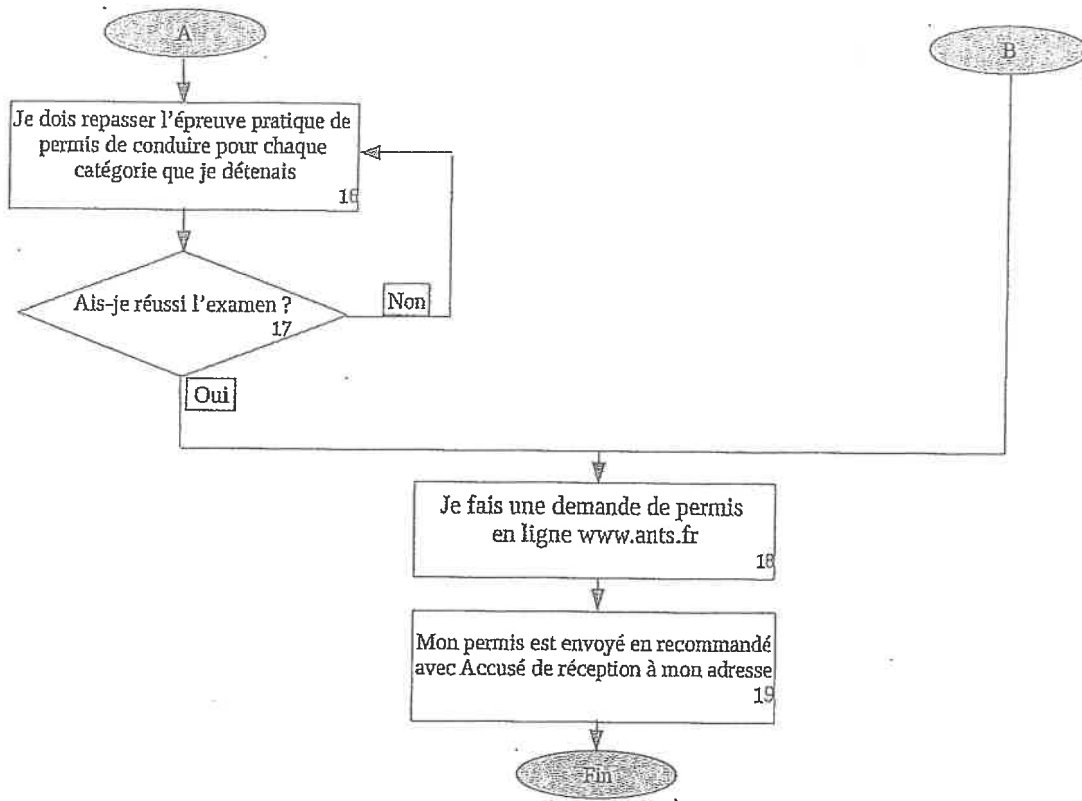 A
B
Je dois repasser l'épreuve pratique de
permis de conduire pour chaque
catégorie que je détenais
16
Ais-je réussi l'examen ?
17
Non
Oui
Je fais une demande de permis
en ligne www.ants.fr
18
Mon permis est envoyé en recommandé
avec Accusé de réception à mon adresse
19
Fin